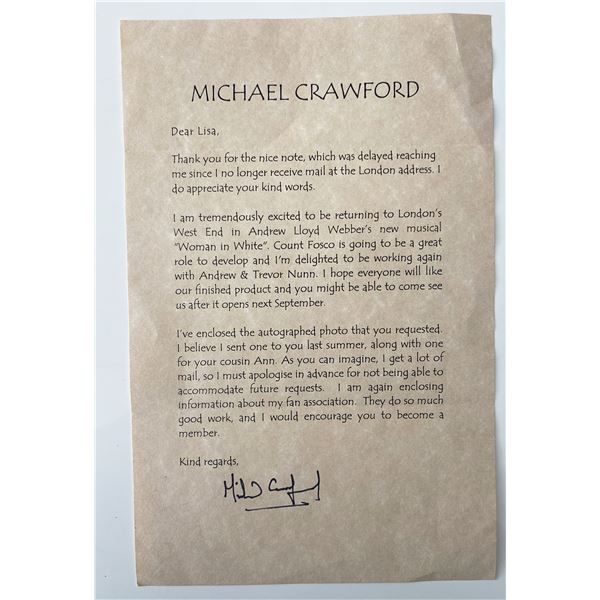 MICHAEL CRAWFORD
Dear Lisa,
Thank you for the nice note, which was delayed reaching
me since I no longer receive mail at the London address. I
do appreciate your kind words.
I am tremendously excited to be returning to London's
West End in Andrew Lloyd Webber's new musical
"Woman in White". Count Fosco is going to be a great
role to develop and I'm delighted to be working again
with Andrew & Trevor Nunn. I hope everyone will like
our finished product and you might be able to come see
us after it opens next September.
I've enclosed the autographed photo that you requested.
I believe I sent one to you last summer, along with one
for your cousin Ann. As you can imagine, I get a lot of
mail, so I must apologise in advance for not being able to
accommodate future requests. I am again enclosing
information about my fan association. They do so much
good work, and I would encourage you to become a
member.
Kind regards,